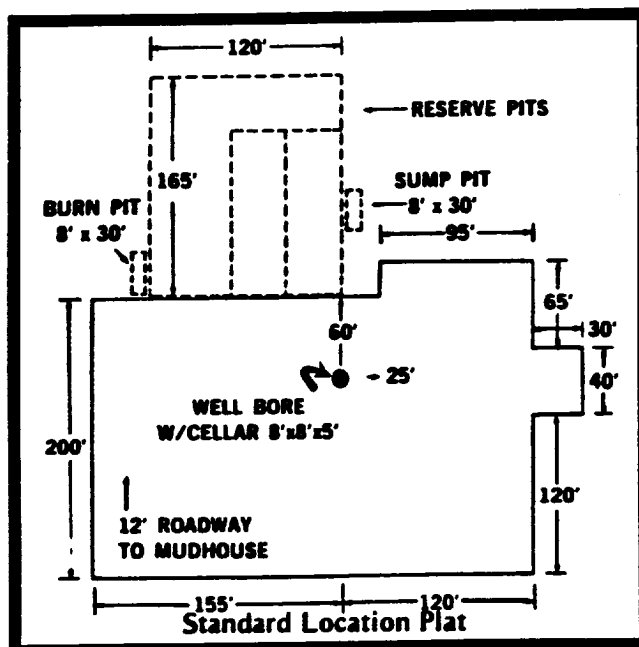 120'
RESERVE PITS
165'
SUMP PIT
8' x 30'
BURN PIT
8' x 30'
95'
65'
30'
60'
25'
40'
WELL BORE
W/CELLAR 8'x8'x5'
200'
120'
12' ROADWAY
TO MUDHOUSE
155'
120'
Standard Location Plat